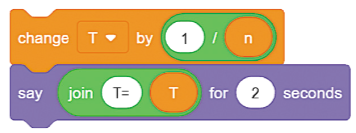 change T by 1 / n
say join T= T for 2 seconds